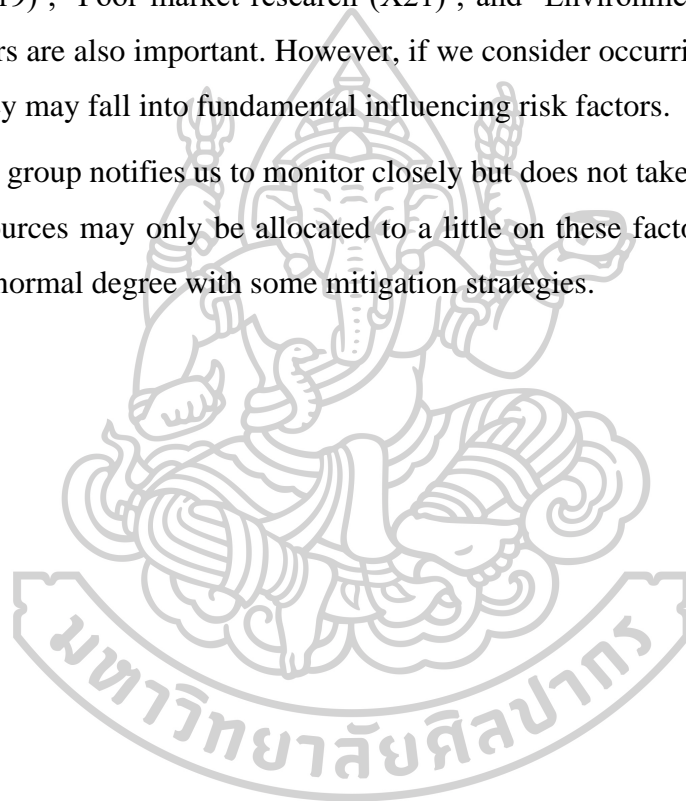 19)", "Poor market research (X21)", and "Environme
rs are also important. However, if we consider occurri
y may fall into fundamental influencing risk factors.
group notifies us to monitor closely but does not take
ources may only be allocated to a little on these facto
normal degree with some mitigation strategies.
มหาวิทยาลัยศิลปากร